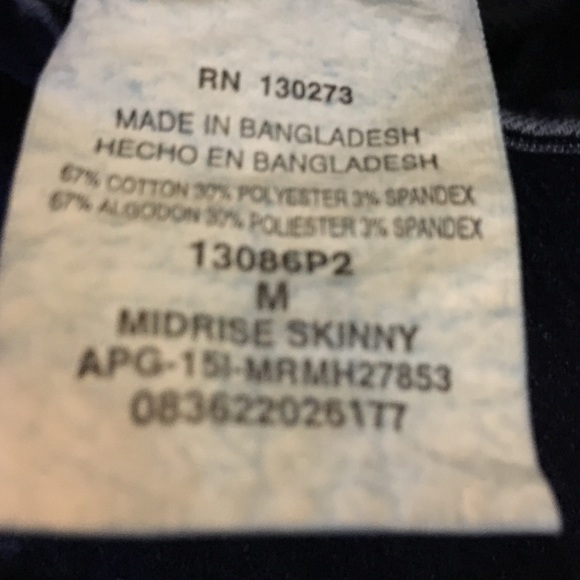 RN 130273
MADE IN BANGLADESH
HECHO EN BANGLADESH
67% COTTON 30% POLYESTER 3% SPANDEX
67% ALGODON 30% POLIESTER 3% SPANDEX
13086P2
M
MIDRISE SKINNY
APG-15I-MRMH27853
083622026177